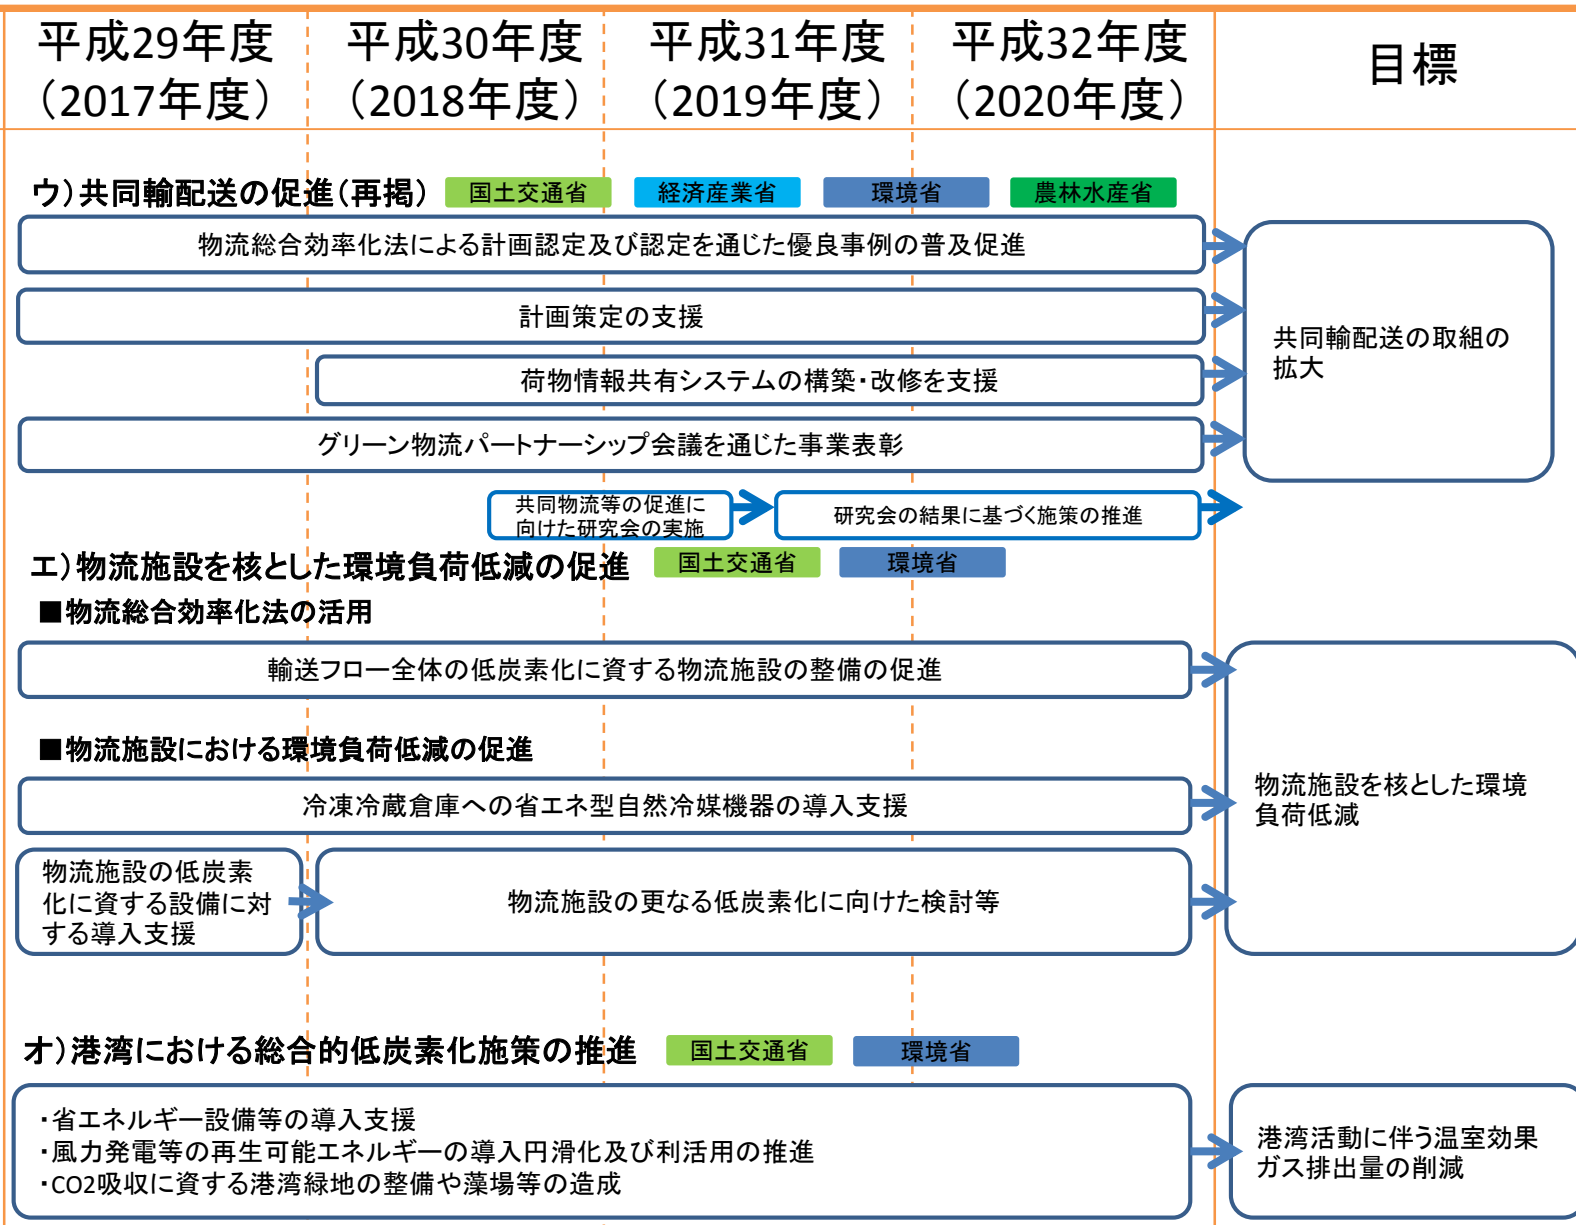 平成29年度
（2017年度）
平成30年度
（2018年度）
平成31年度
（2019年度）
平成32年度
（2020年度）
目標
ウ）共同輸配送の促進（再掲）
国土交通省
経済産業省
環境省
農林水産省
物流総合効率化法による計画認定及び認定を通じた優良事例の普及促進
計画策定の支援
荷物情報共有システムの構築・改修を支援
グリーン物流パートナーシップ会議を通じた事業表彰
共同物流等の促進に
向けた研究会の実施
研究会の結果に基づく施策の推進
共同輸配送の取組の
拡大
エ）物流施設を核とした環境負荷低減の促進
国土交通省
環境省
■物流総合効率化法の活用
輸送フロー全体の低炭素化に資する物流施設の整備の促進
■物流施設における環境負荷低減の促進
冷凍冷蔵倉庫への省エネ型自然冷媒機器の導入支援
物流施設の低炭素
化に資する設備に対
する導入支援
物流施設の更なる低炭素化に向けた検討等
物流施設を核とした環境
負荷低減
オ）港湾における総合的低炭素化施策の推進
国土交通省
環境省
・省エネルギー設備等の導入支援
・風力発電等の再生可能エネルギーの導入円滑化及び利活用の推進
・CO2吸収に資する港湾緑地の整備や藻場等の造成
港湾活動に伴う温室効果
ガス排出量の削減